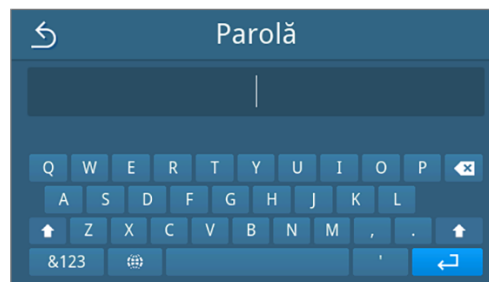 Parolă
Q W E R T Y U I O P
A S D F G H J K L
Z X C V B N M , .
&123 '